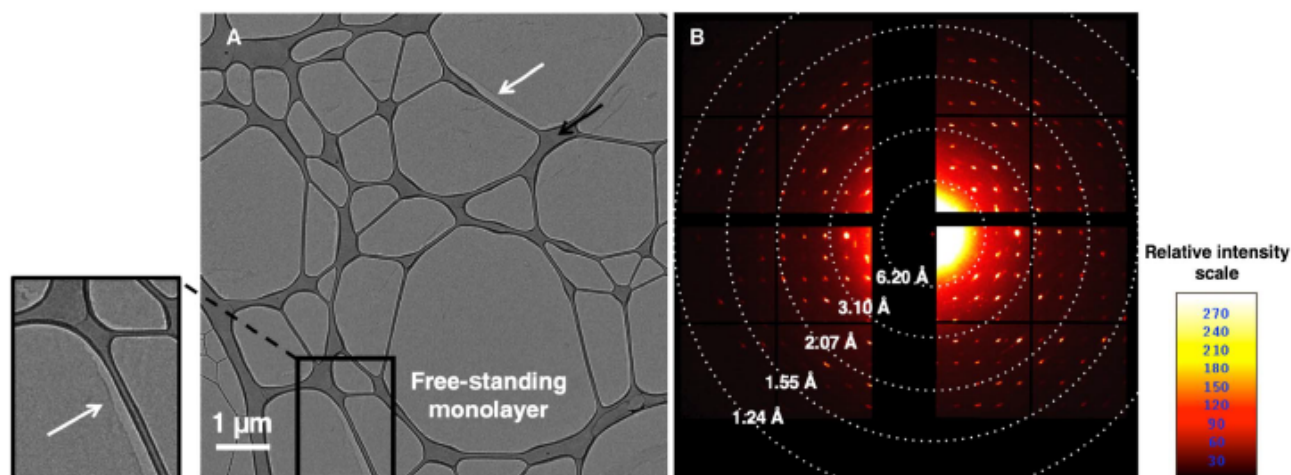 A
B
Free-standing
monolayer
1 μm
6.20 Å
3.10 Å
2.07 Å
1.55 Å
1.24 Å
Relative intensity
scale
270
240
210
180
150
120
90
60
30